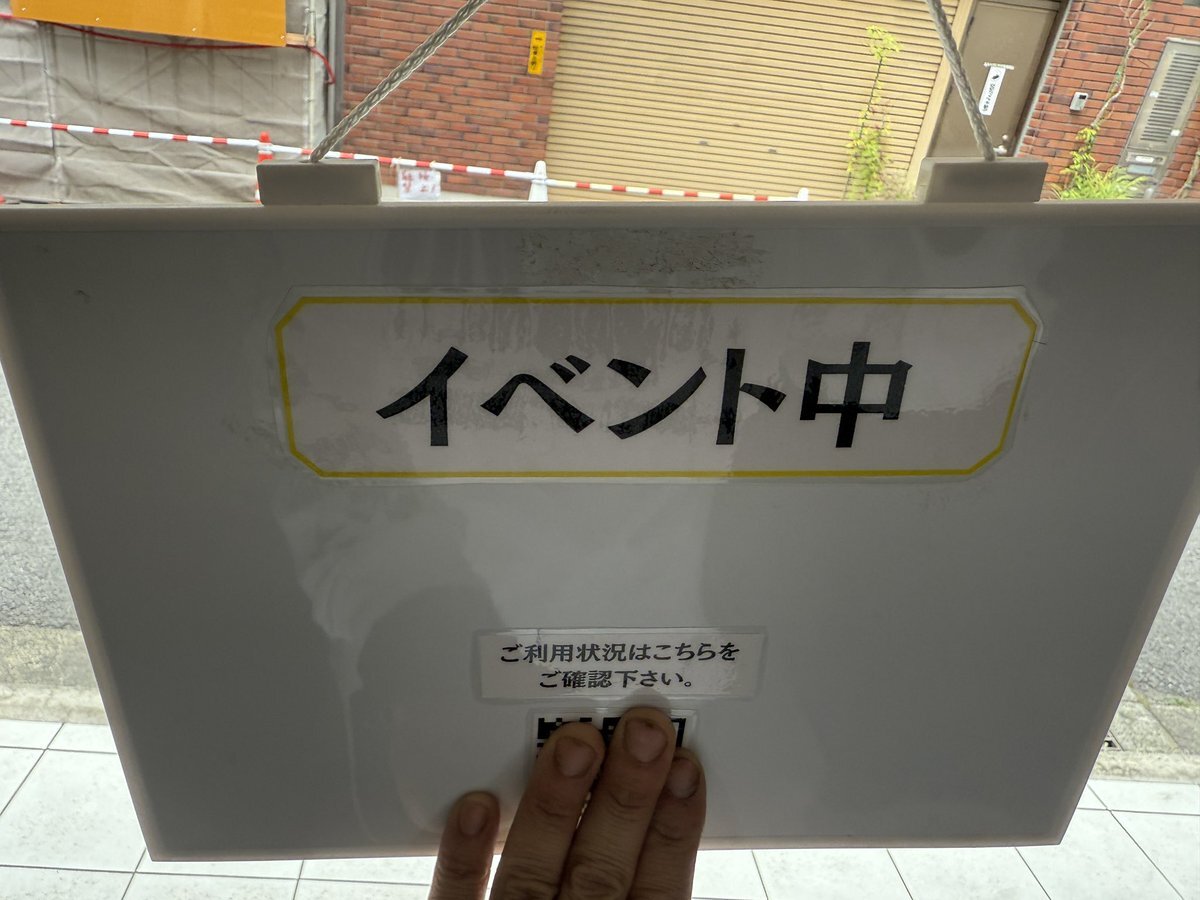 イベント中
ご利用状況はこちらを
ご確認下さい。